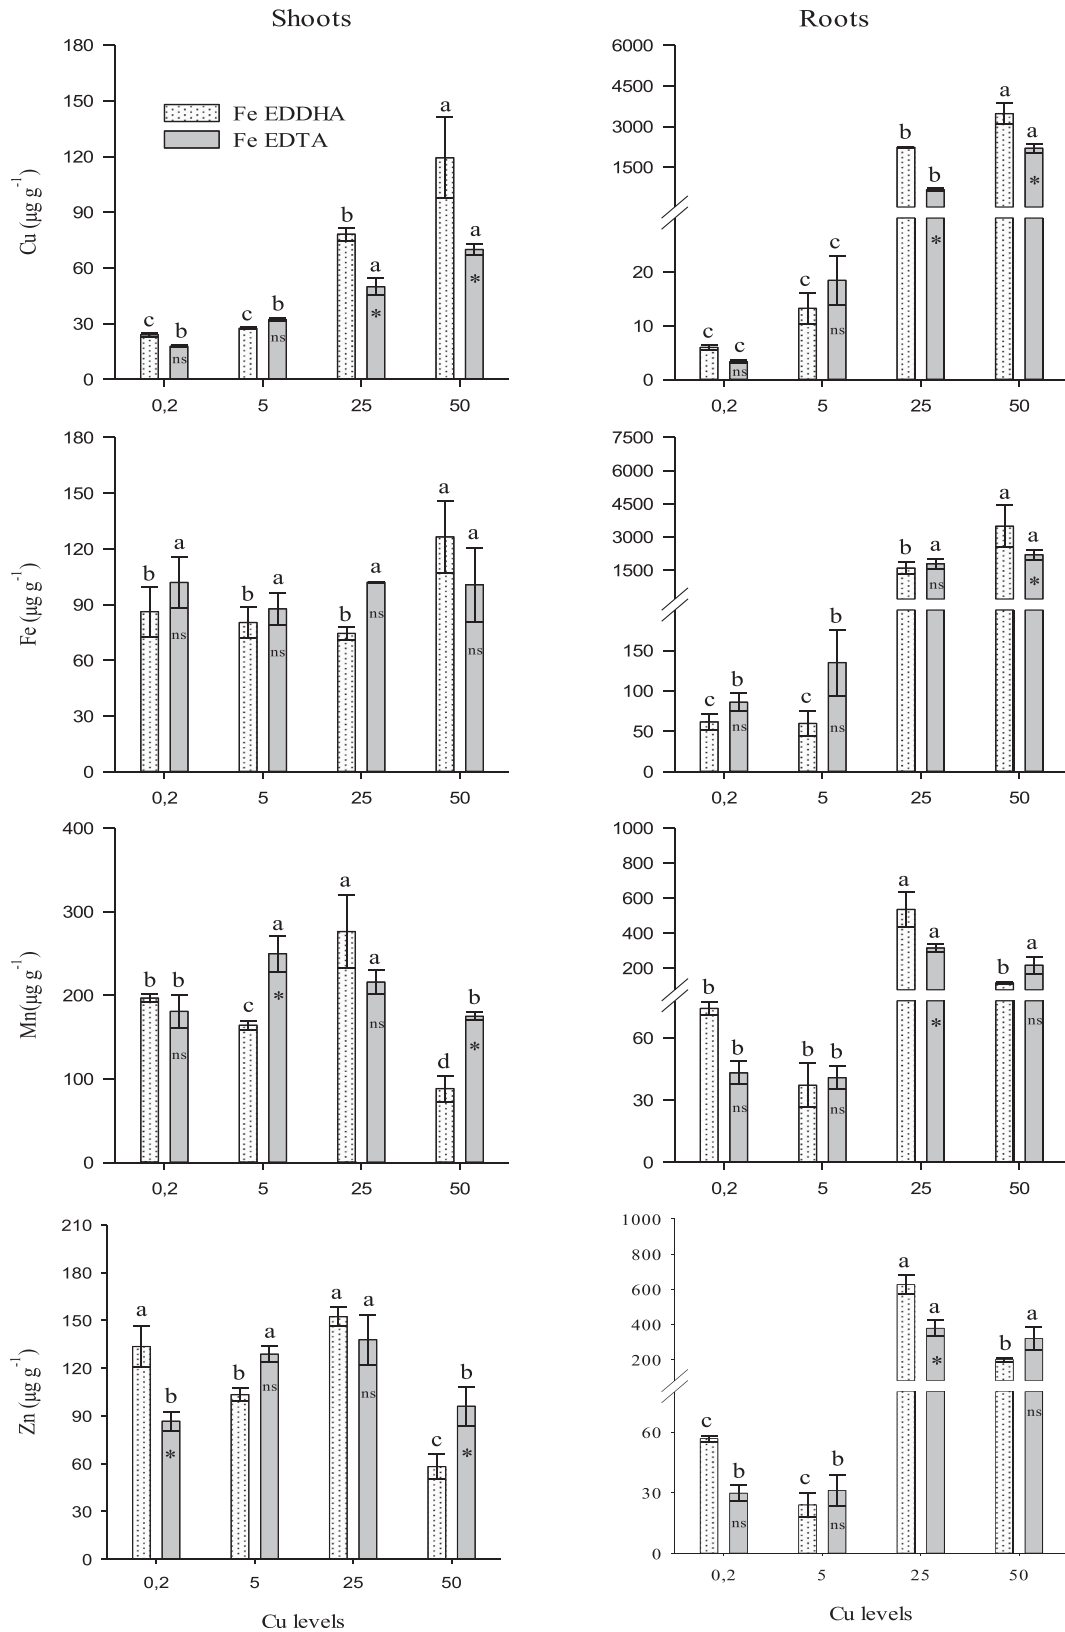 Shoots
Roots
180
150
120
90
60
30
0
Cu (µg g-1)
Fe EDDHA
Fe EDTA
c b c b b a a a
ns ns * *
0,2 5 25 50
6000
4500
3000
1500
20
10
0
c c c c b b a a
ns ns * *
0,2 5 25 50
180
150
120
90
60
30
0
Fe (µg g-1)
b a b a b a a a
ns ns ns ns
0,2 5 25 50
7500
6000
4500
3000
1500
150
100
50
0
c b c b b a a a
ns ns ns *
0,2 5 25 50
400
300
200
100
0
Mn(µg g-1)
b b c a a a d b
ns * ns *
0,2 5 25 50
1000
800
600
400
200
60
30
0
b b b b a a b a
ns ns * ns
0,2 5 25 50
210
180
150
120
90
60
30
0
Zn (µg g-1)
a b b a a a c b
* ns ns *
0,2 5 25 50
Cu levels
1000
800
600
400
200
60
30
0
c b c b a a b a
ns ns * ns
0,2 5 25 50
Cu levels